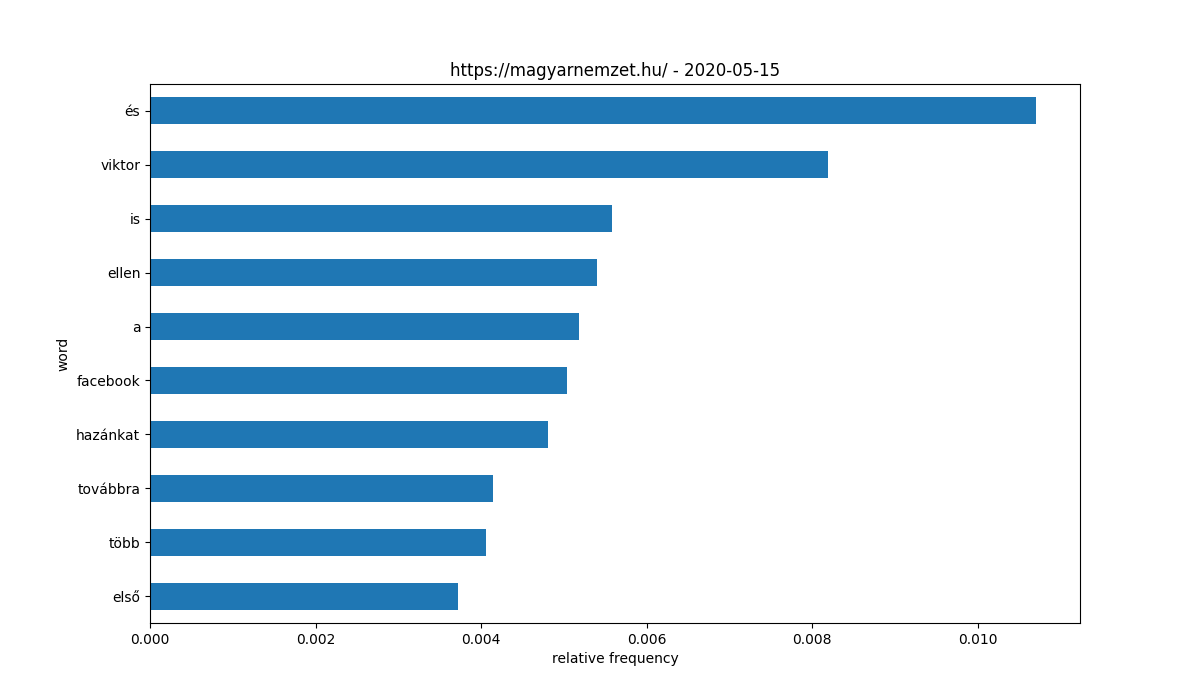 https://magyarnemzet.hu/ - 2020-05-15
és
viktor
is
ellen
a
facebook
hazánkat
továbbra
több
első
word
0.000 0.002 0.004 0.006 0.008 0.010
relative frequency